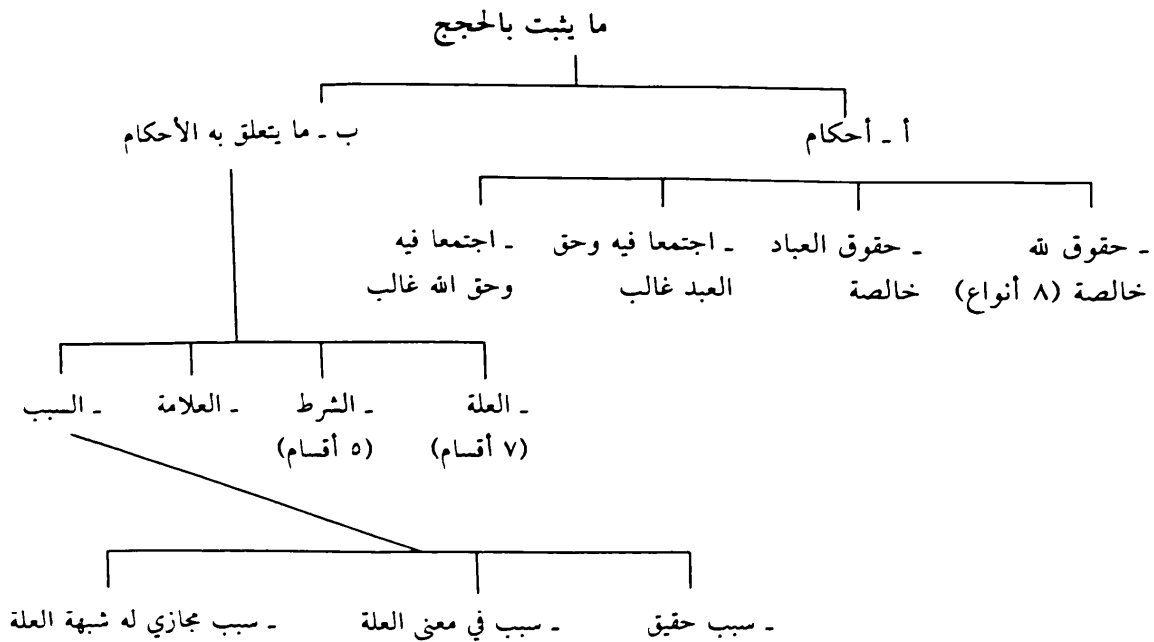 ما يثبت بالحجج
أ ـ أحكام
ب ـ ما يتعلق به الأحكام
ـ حقوق لله
خالصة (٨ أنواع)
ـ حقوق العباد
خالصة
ـ اجتمعا فيه وحق
العبد غالب
ـ اجتمعا فيه
وحق الله غالب
ـ العلة
(٧ أقسام)
ـ الشرط
(٥ أقسام)
ـ العلامة
ـ السبب
ـ سبب حقيق
ـ سبب في معنى العلة
ـ سبب مجازي له شبهة العلة